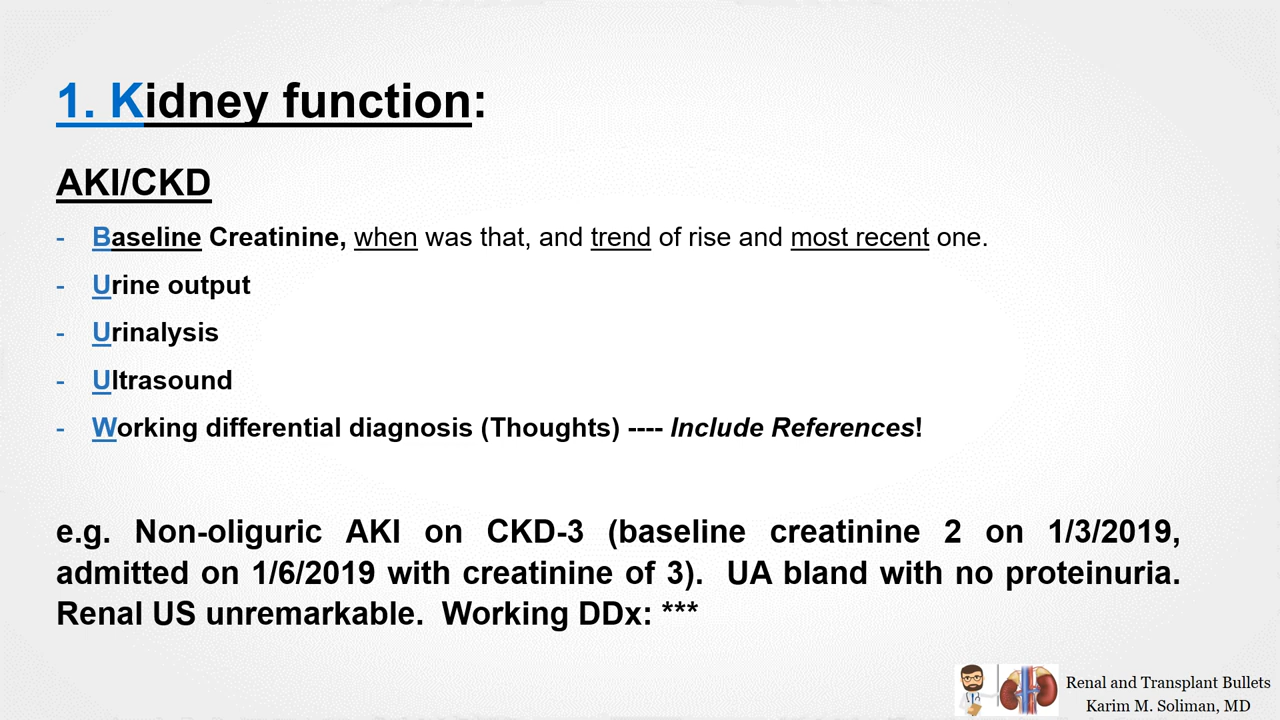 1. Kidney function:
AKI/CKD
- Baseline Creatinine, when was that, and trend of rise and most recent one.
- Urine output
- Urinalysis
- Ultrasound
- Working differential diagnosis (Thoughts) ---- Include References!
e.g. Non-oliguric AKI on CKD-3 (baseline creatinine 2 on 1/3/2019,
admitted on 1/6/2019 with creatinine of 3).  UA bland with no proteinuria.
Renal US unremarkable.  Working DDx: ***
Renal and Transplant Bullets
Karim M. Soliman, MD